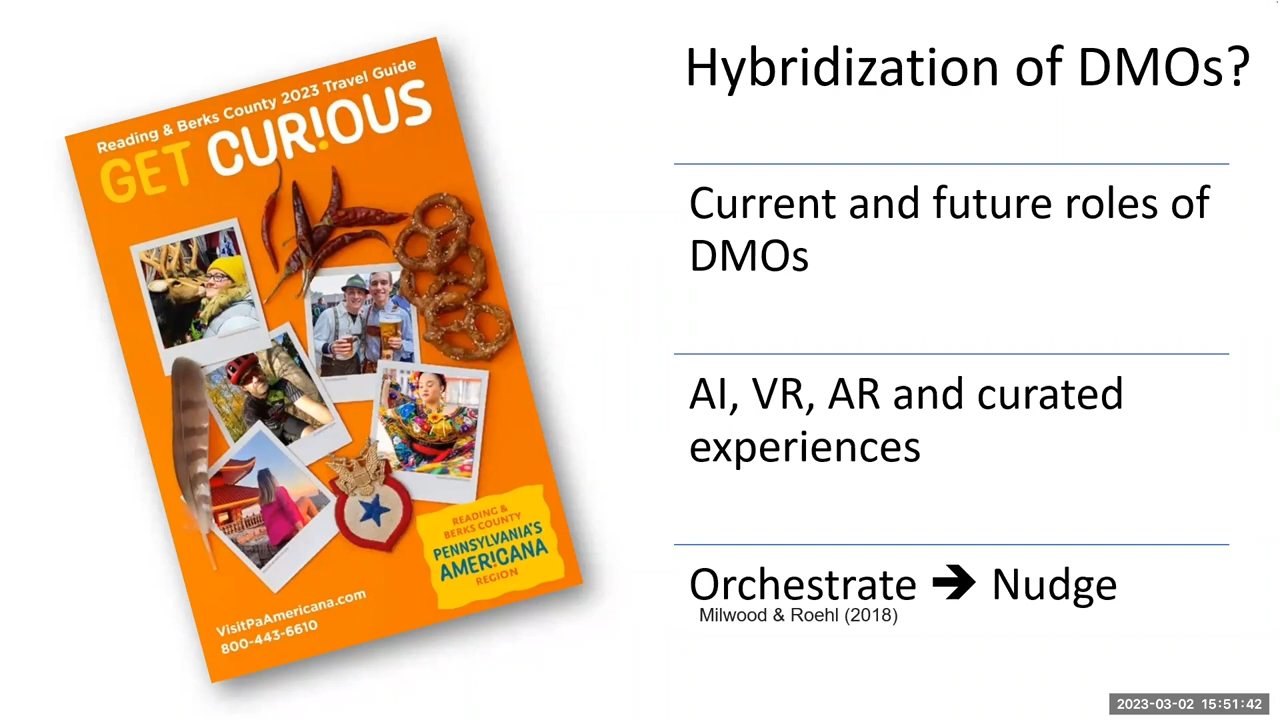 Reading & Berks County 2023 Travel Guide
GET CUR!OUS
READING &
BERKS COUNTY
PENNSYLVANIA'S
AMER!CANA
REGION
VisitPaAmericana.com
800-443-6610
Hybridization of DMOs?
Current and future roles of
DMOs
AI, VR, AR and curated
experiences
Orchestrate ➔ Nudge
Milwood & Roehl (2018)
2023-03-02 15:51:42